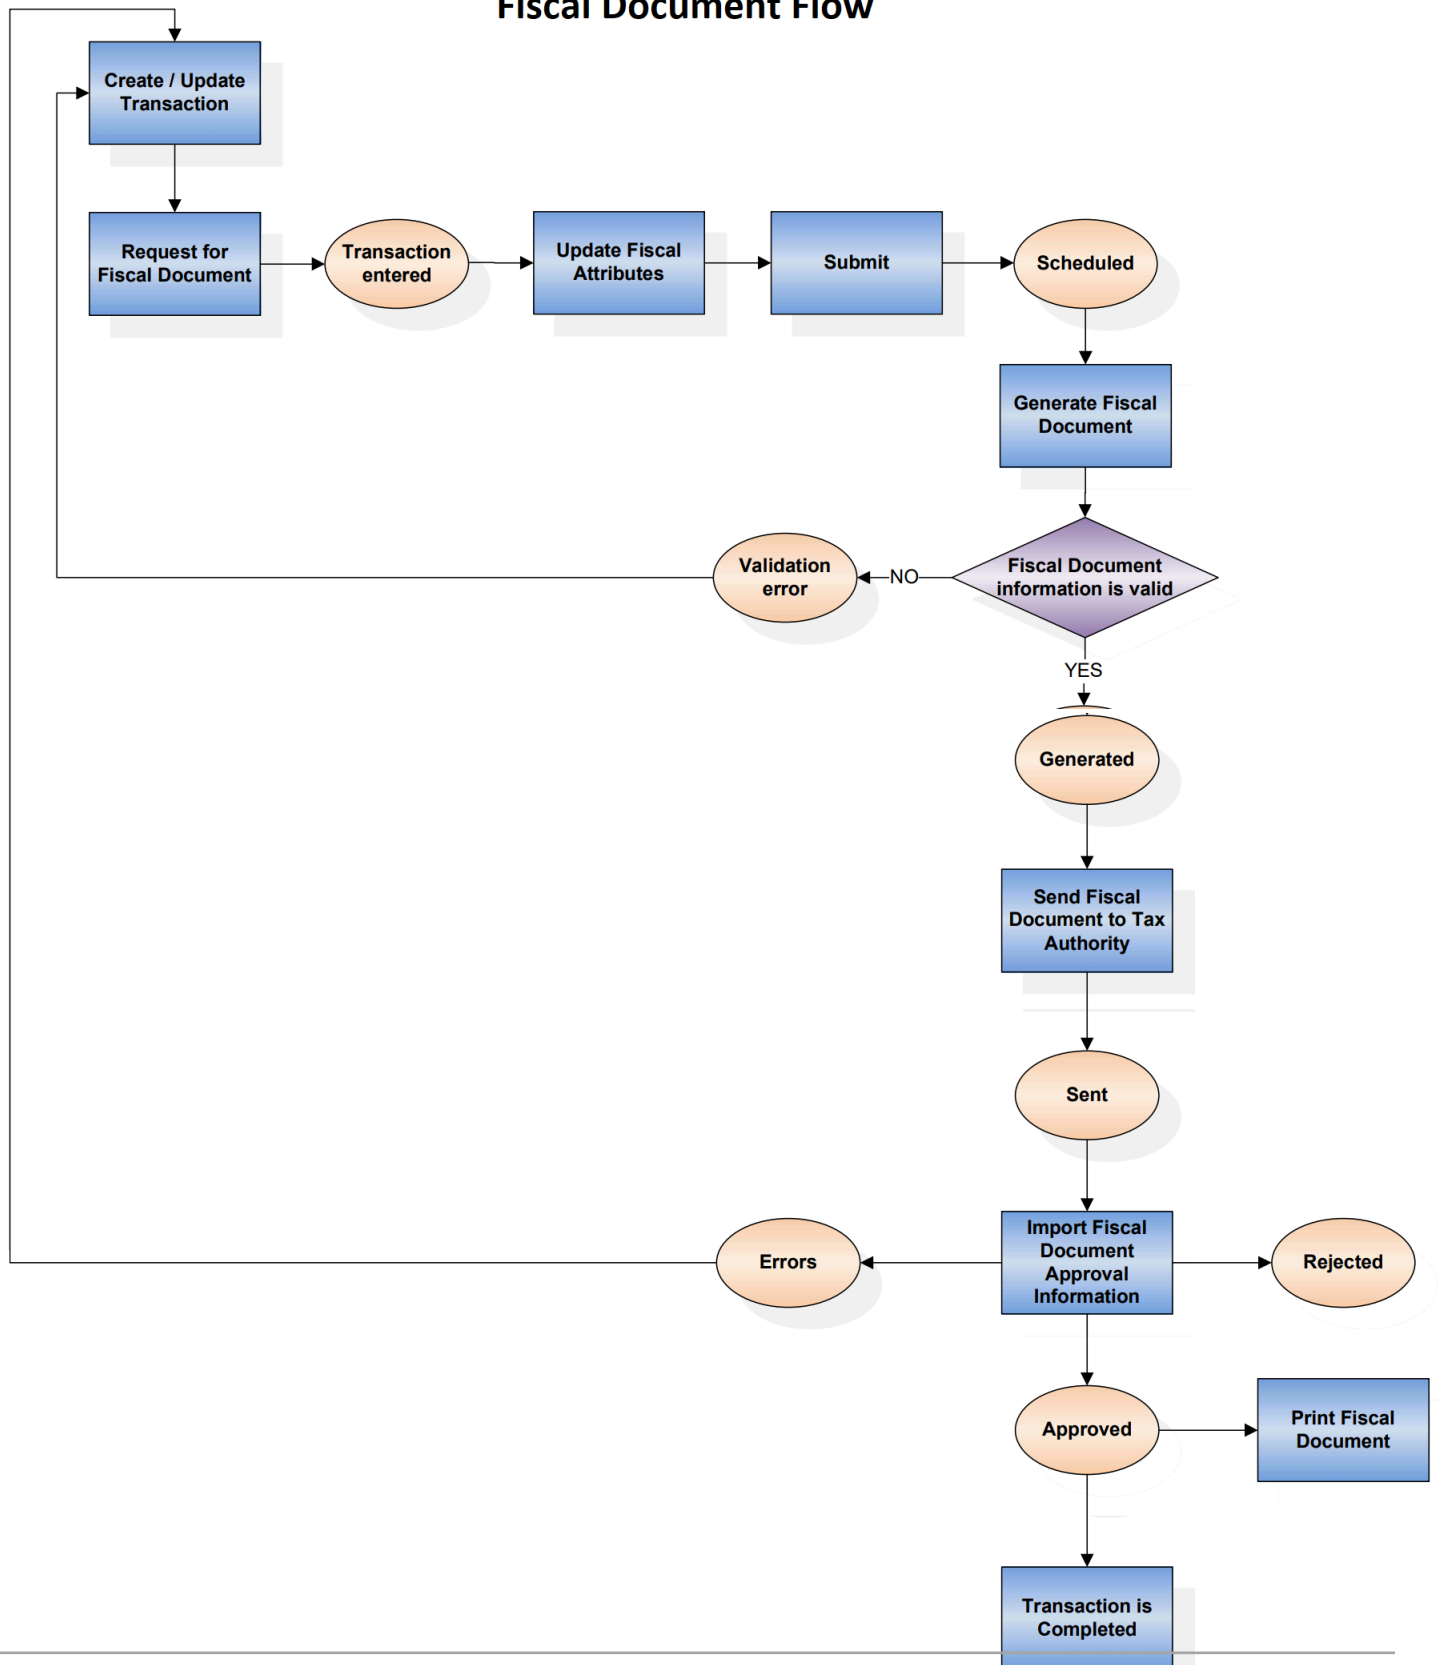 Fiscal Document Flow
Create / Update
Transaction
Request for
Fiscal Document
Transaction
entered
Update Fiscal
Attributes
Submit
Scheduled
Generate Fiscal
Document
Fiscal Document
information is valid
NO
Validation
error
YES
Generated
Send Fiscal
Document to Tax
Authority
Sent
Import Fiscal
Document
Approval
Information
Errors
Rejected
Approved
Print Fiscal
Document
Transaction is
Completed